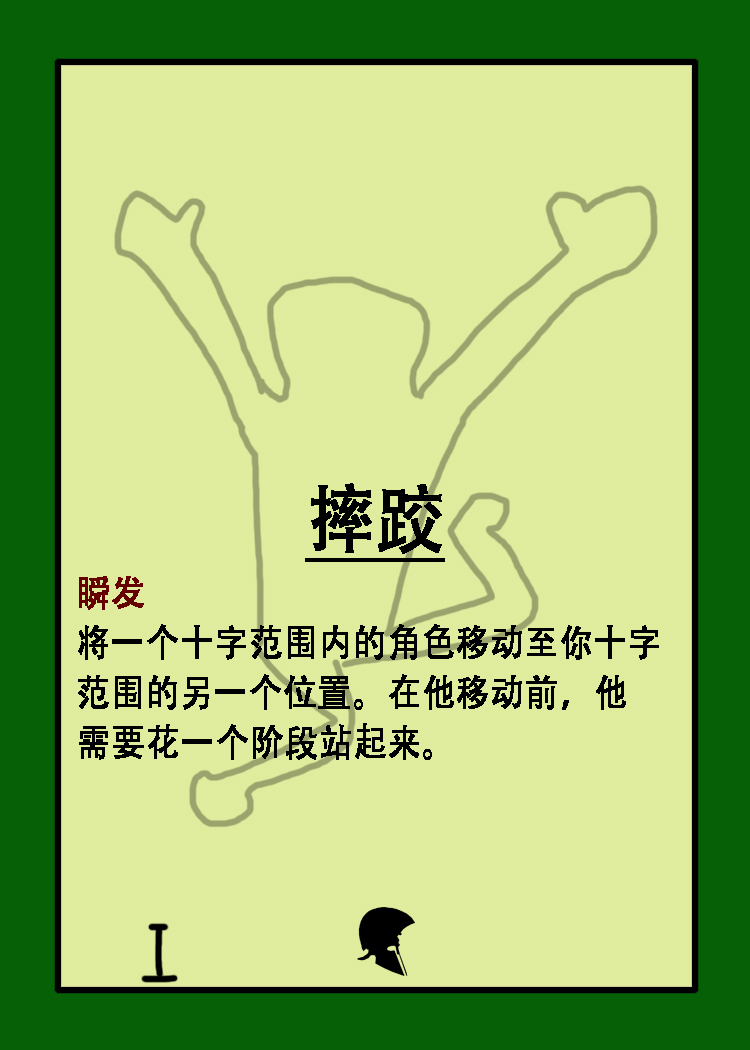 摔跤
瞬发
将一个十字范围内的角色移动至你十字
范围的另一个位置。在他移动前，他
需要花一个阶段站起来。
I